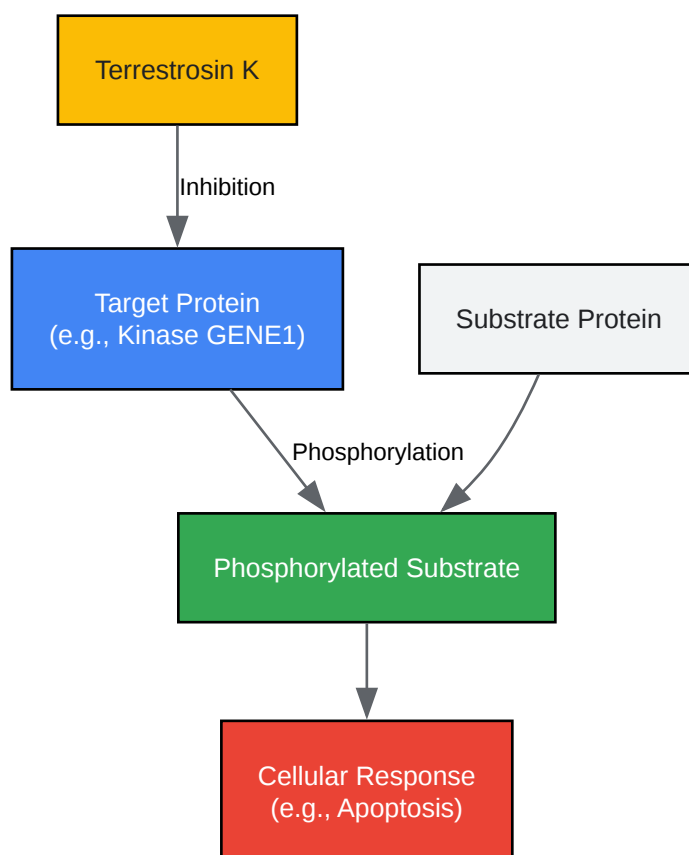 Terrestrosin K
Inhibition
Target Protein
(e.g., Kinase GENE1)
Substrate Protein
Phosphorylation
Phosphorylated Substrate
Cellular Response
(e.g., Apoptosis)